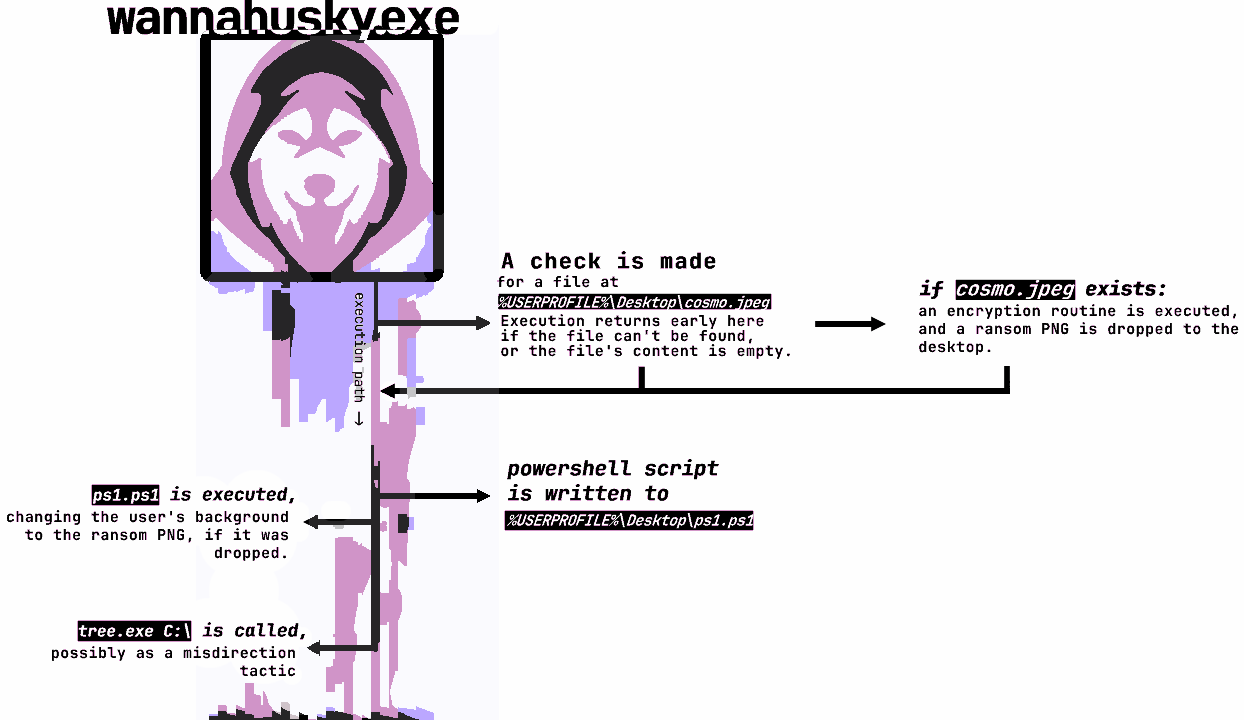 wannahusky.exe
execution path →
A check is made
for a file at
%USERPROFILE%\Desktop\cosmo.jpeg
Execution returns early here
if the file can't be found,
or the file's content is empty.
if cosmo.jpeg exists:
an encryption routine is executed,
and a ransom PNG is dropped to the
desktop.
powershell script
is written to
%USERPROFILE%\Desktop\ps1.ps1
ps1.ps1 is executed,
changing the user's background
to the ransom PNG, if it was
dropped.
tree.exe C:\ is called,
possibly as a misdirection
tactic